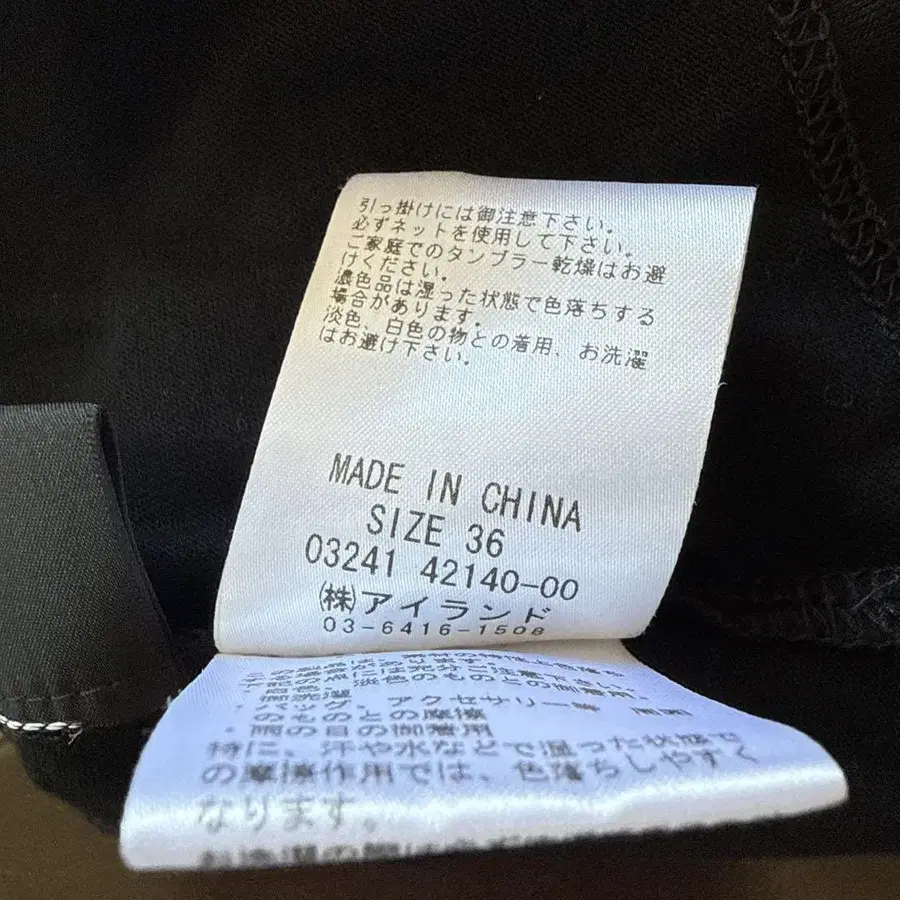 引っ掛けには御注意下さい。
必ずネットを使用して下さい。
ご家庭でのタンブラー乾燥はお避
けください。
濃色品は湿った状態で色落ちする
場合があります。
淡色、白色の物との着用、お洗濯
はお避け下さい。
MADE IN CHINA
SIZE 36
03241 42140-00
(株)アイランド
03-6416-1508
・バッグ、アクセサリー等
のものとの摩擦
・雨の日の御着用
特に、汗や水などで湿った状態で
の摩擦作用では、色落ちしやすく
なります。